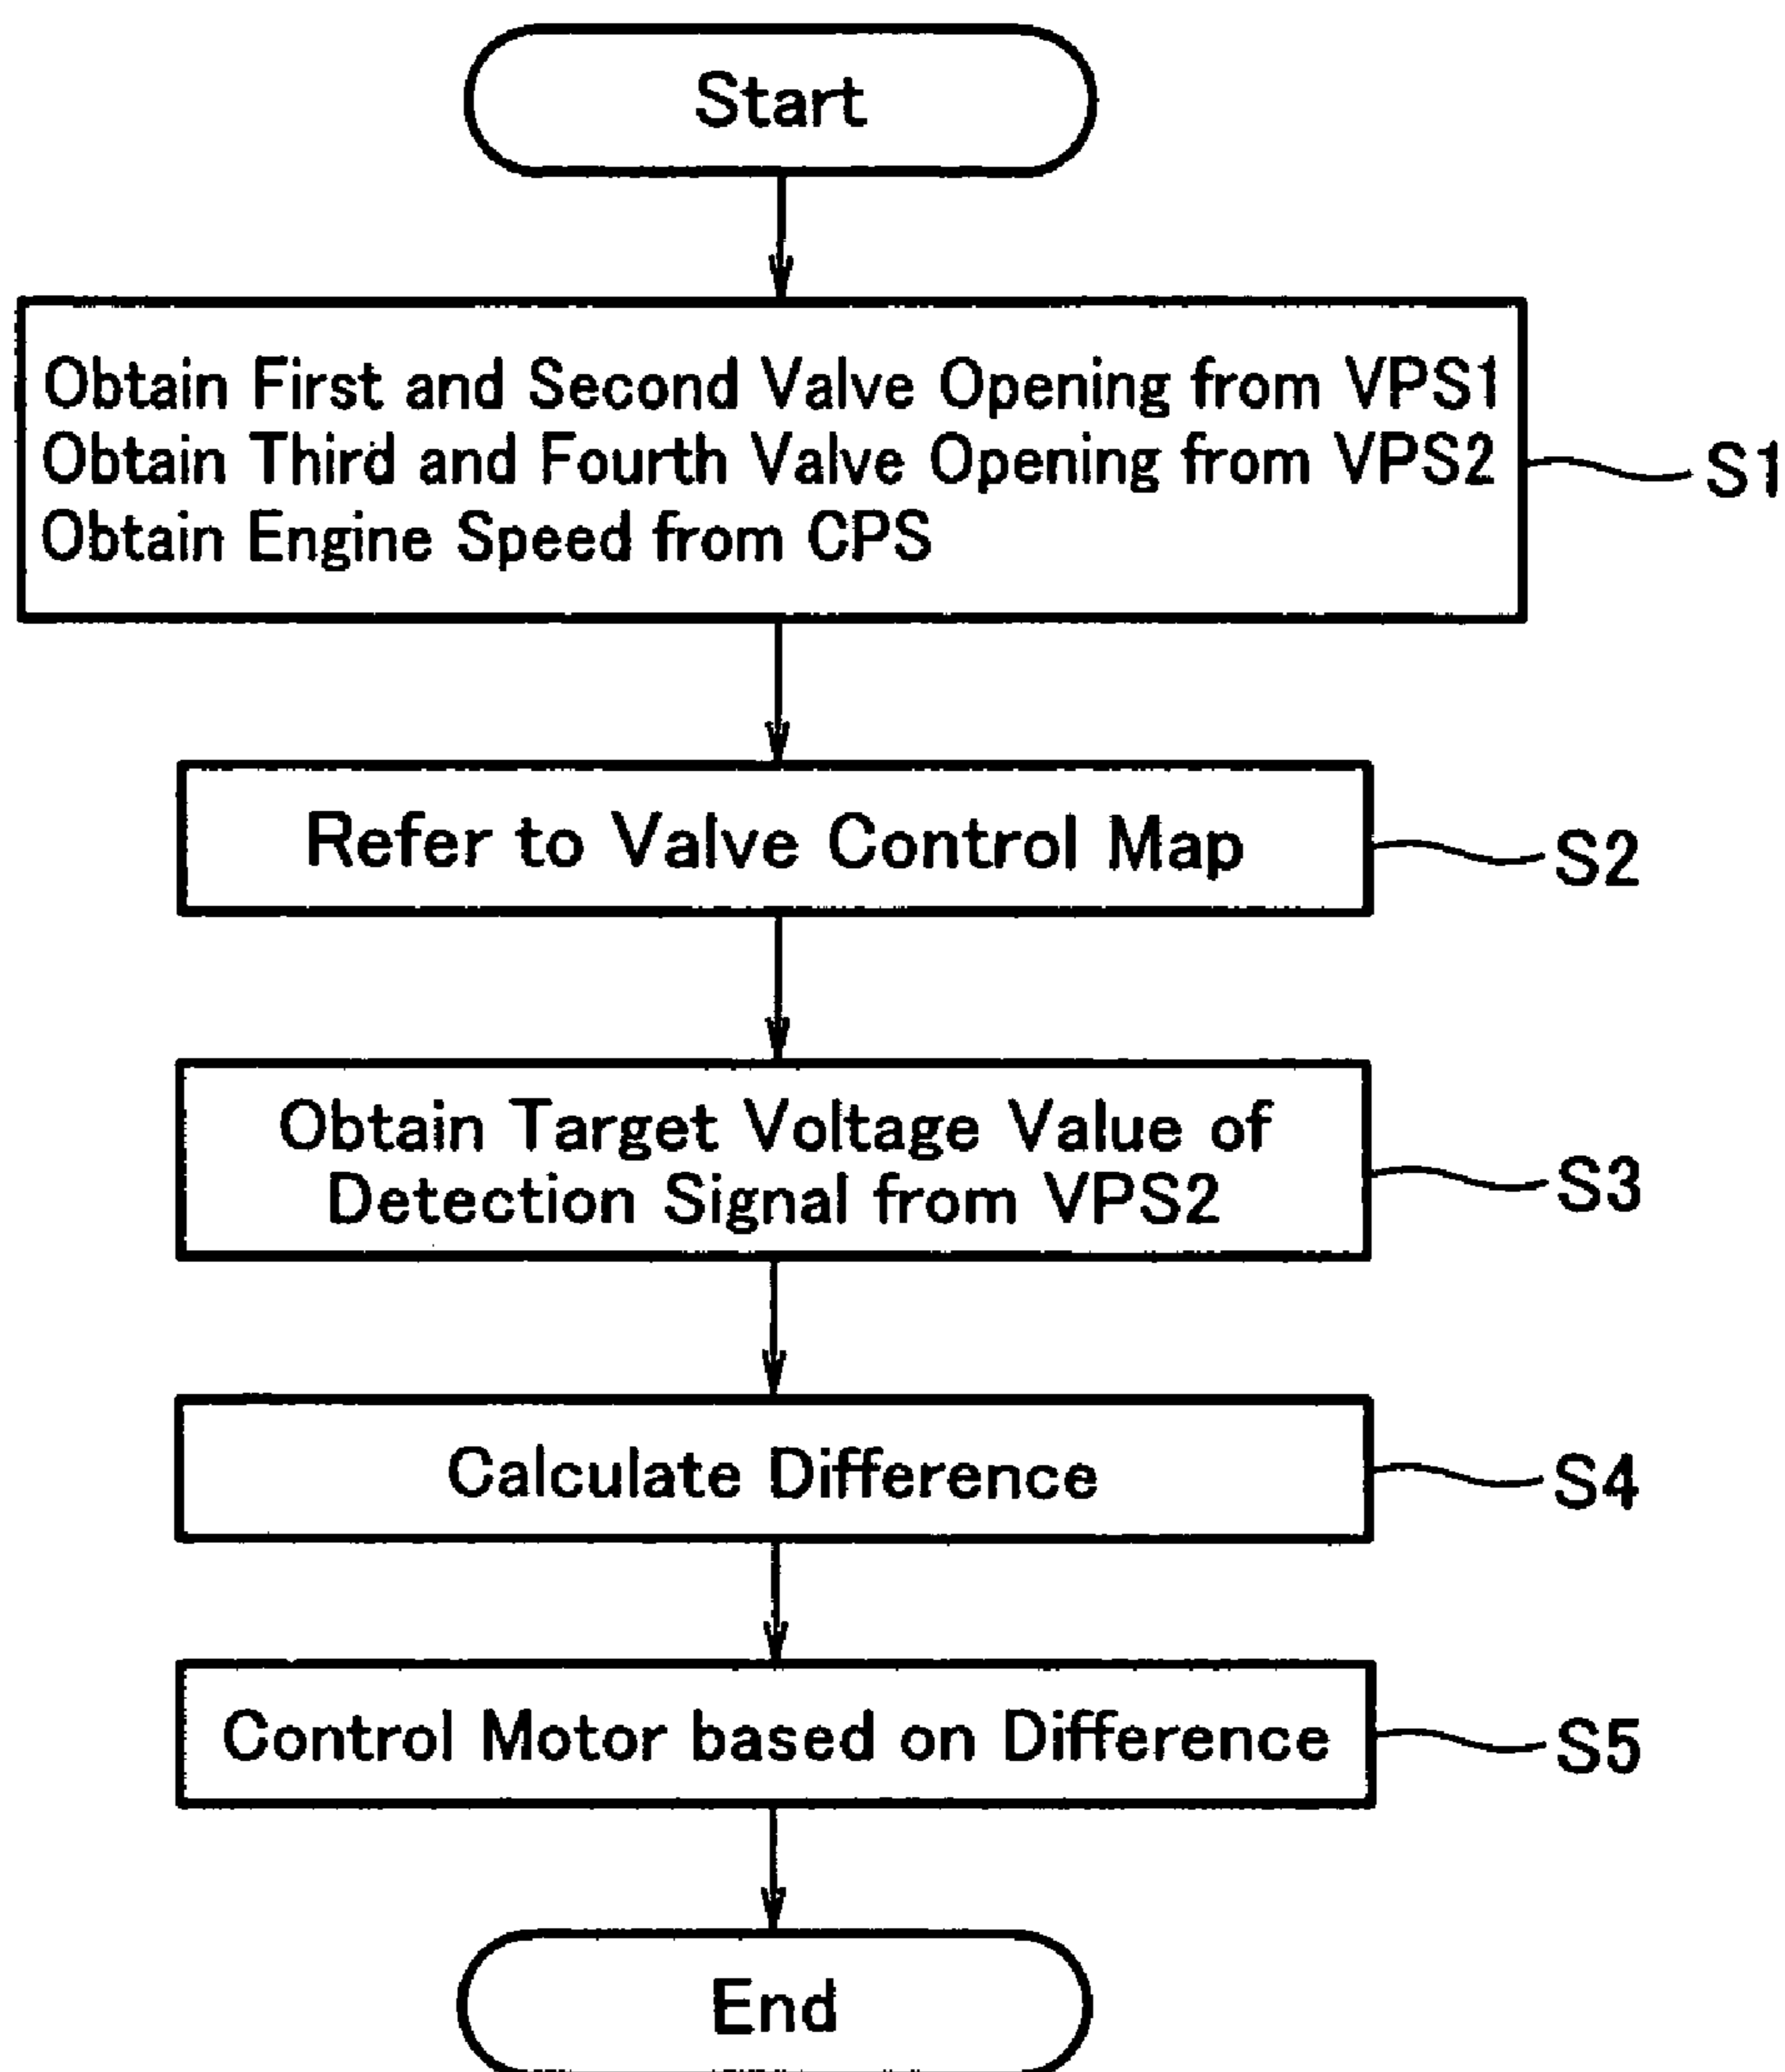 Start
Obtain First and Second Valve Opening from VPS1
Obtain Third and Fourth Valve Opening from VPS2
Obtain Engine Speed from CPS
S1
Refer to Valve Control Map
S2
Obtain Target Voltage Value of
Detection Signal from VPS2
S3
Calculate Difference
S4
Control Motor based on Difference
S5
End